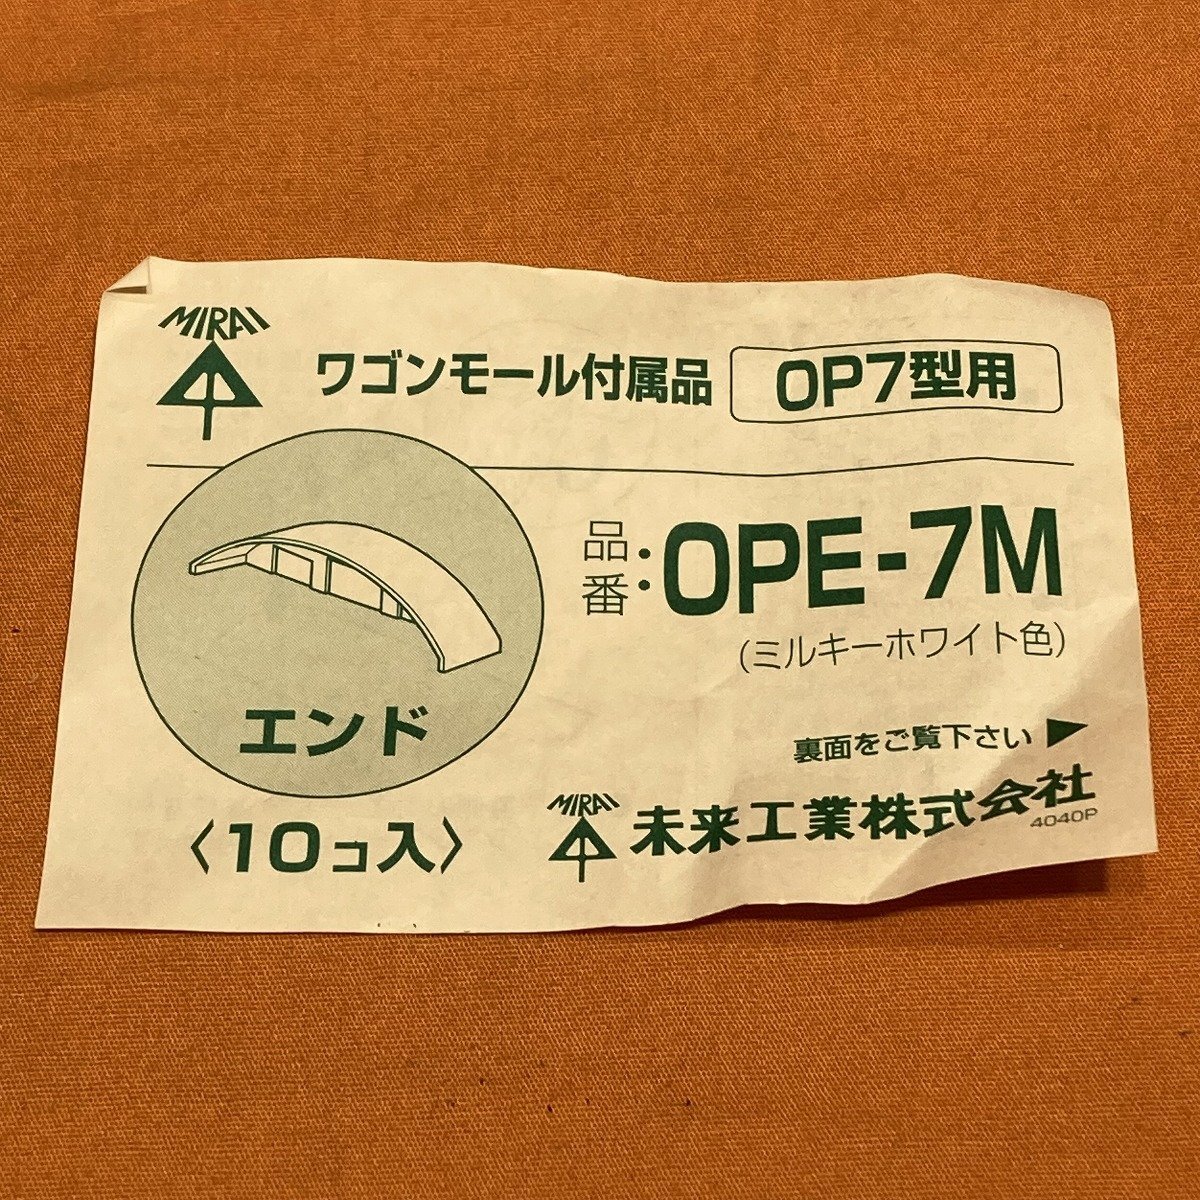 MIRAI
ワゴンモール付属品 OP7型用
品番:OPE-7M
(ミルキーホワイト色)
エンド
〈10コ入〉
裏面をご覧下さい▶
MIRAI 未来工業株式会社
4040P